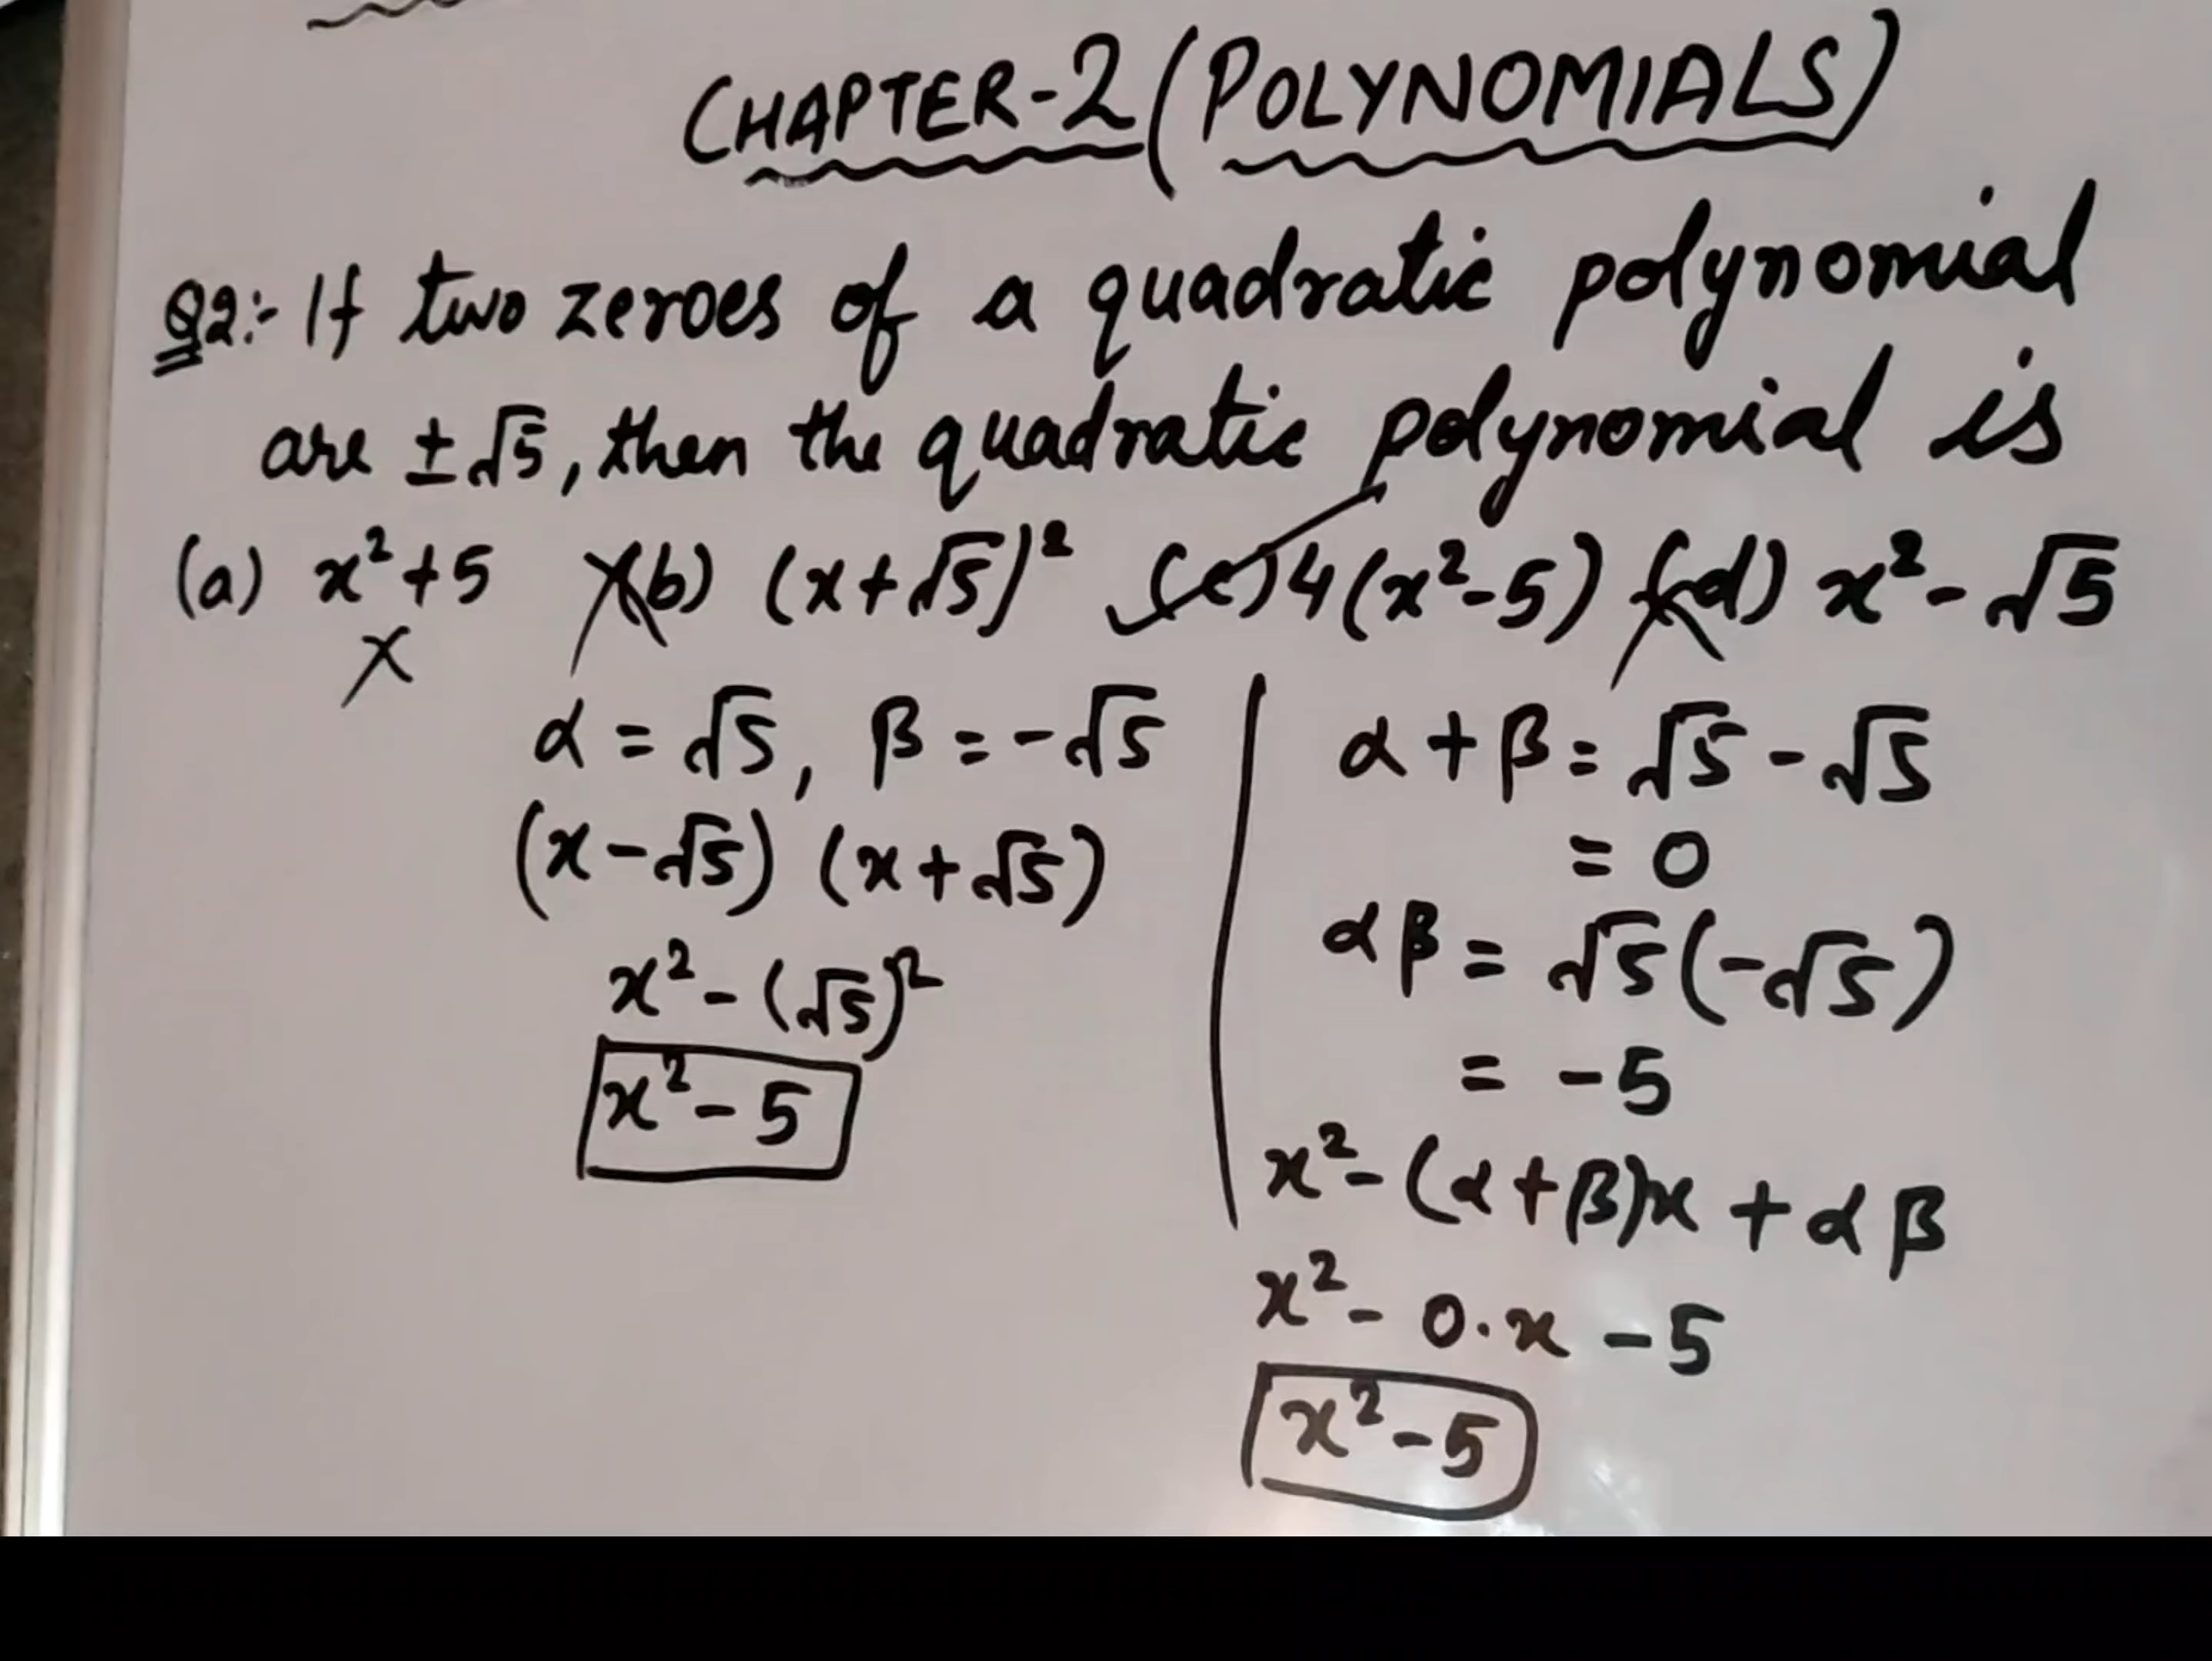 CHAPTER-2 (POLYNOMIALS)
Q2:- If two zeroes of a quadratic polynomial
are ±√5, then the quadratic polynomial is
(a) x²+5 (b) (x+√5)² (c) 4(x²-5) (d) x²-√5
α = √5, β = -√5
(x-√5) (x+√5)
x² - (√5)²
x² - 5
α + β = √5 - √5
= 0
αβ = √5(-√5)
= -5
x² - (α+β)x + αβ
x² - 0.x - 5
x² - 5